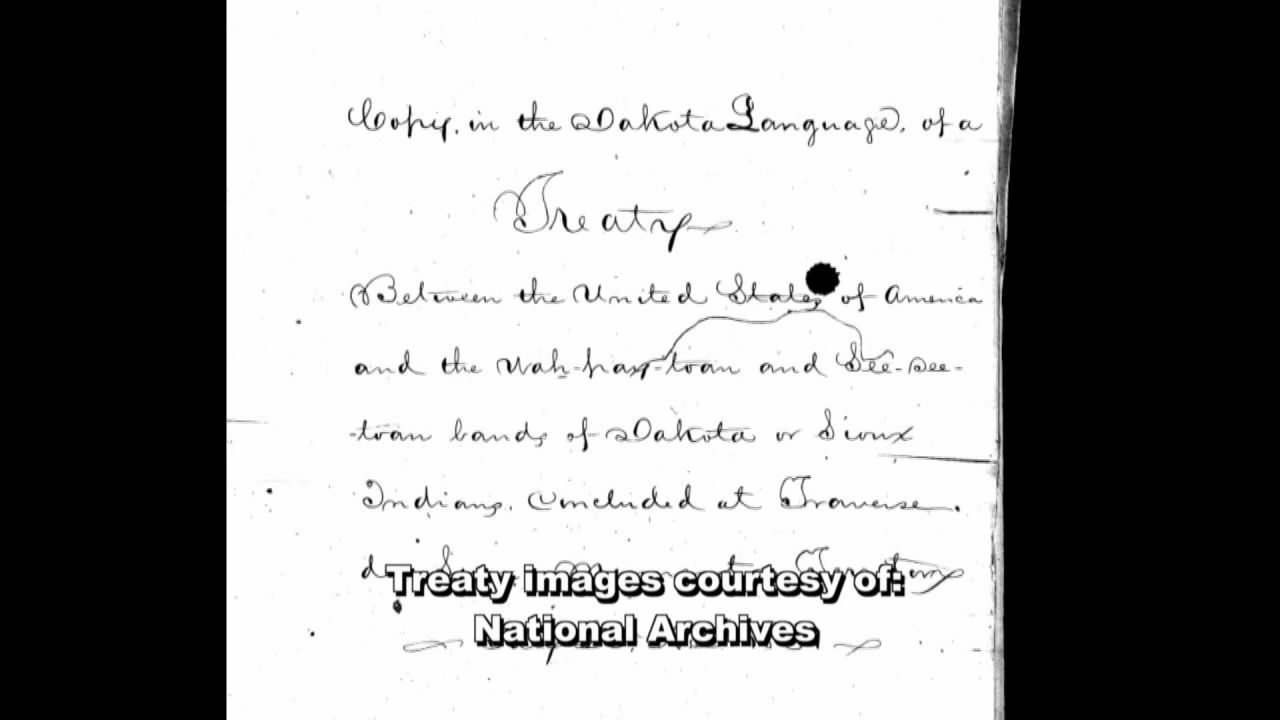 Copy, in the Dakota Language, of a
Treaty
Between the United States of America
and the Wah-pay-toan and See-see-
-toan bands of Dakota or Sioux
Indians. Concluded at Traverse.
Treaty images courtesy of:
National Archives